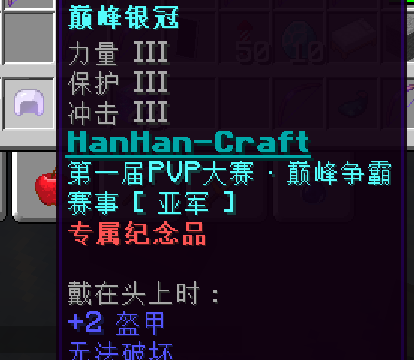 巅峰银冠
力量 III
保护 III
冲击 III
HanHan-Craft
第一届PVP大赛·巅峰争霸
赛事 [ 亚军 ]
专属纪念品
戴在头上时：
+2 盔甲
无法破坏